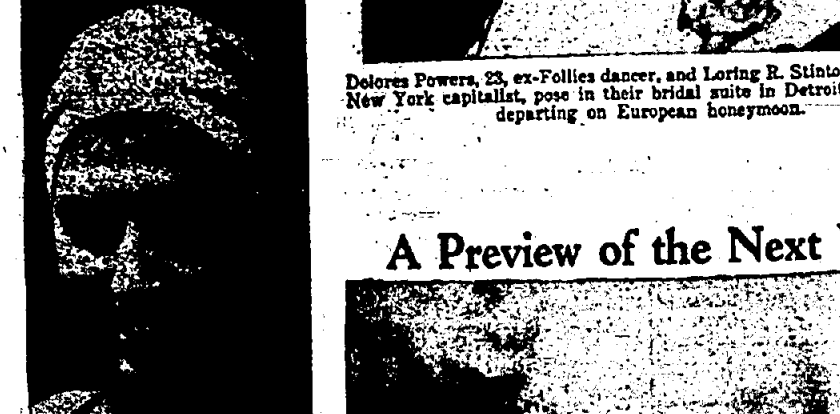 Dolores Powers, 23, ex-Follies dancer, and Loring R. Stinto
New York capitalist, pose in their bridal suite in Detroit
departing on European honeymoon.
A Preview of the Next